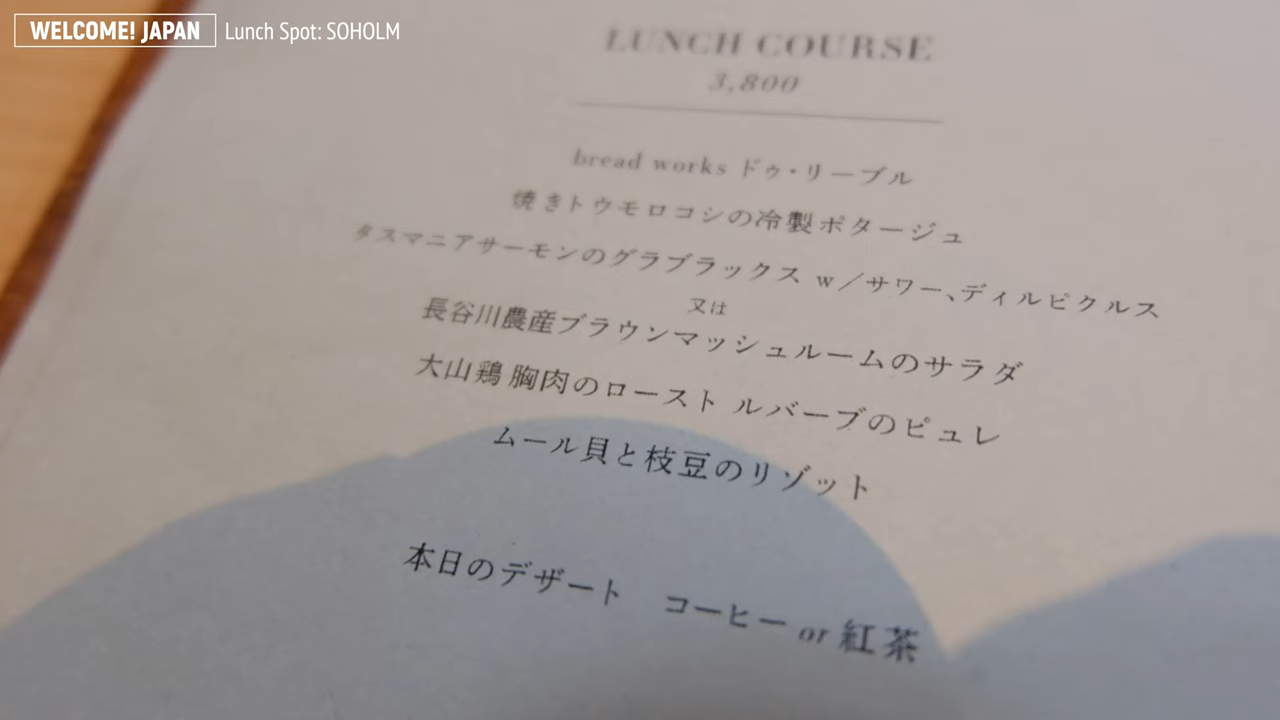 WELCOME! JAPAN Lunch Spot: SOHOLM
LUNCH COURSE
3,800
bread works ドゥ・リーブル
焼きトウモロコシの冷製ポタージュ
タスマニアサーモンのグラブラックス w／サワー、ディルピクルス
又は
長谷川農産ブラウンマッシュルームのサラダ
大山鶏 胸肉のロースト ルバーブのピュレ
ムール貝と枝豆のリゾット
本日のデザート コーヒー or 紅茶